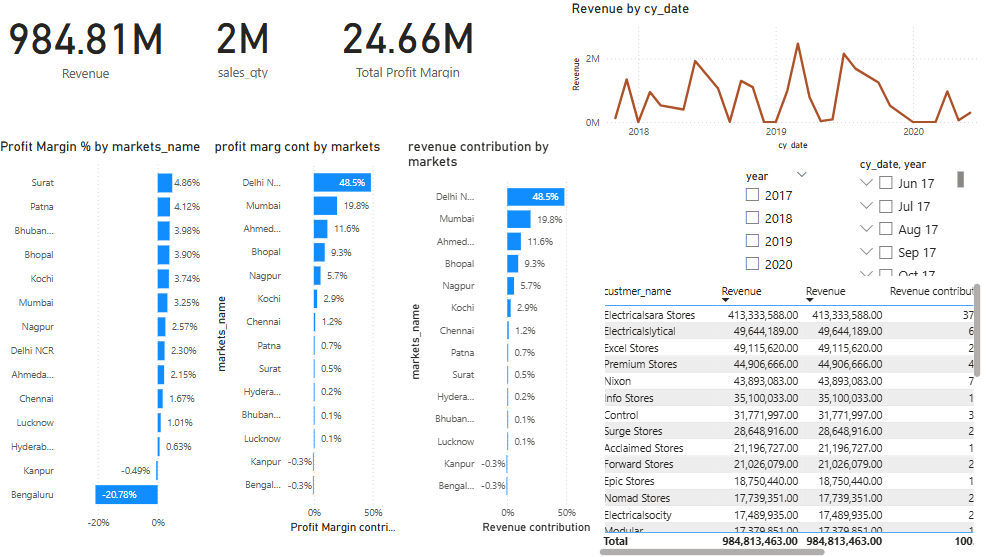 984.81M
Revenue
2M
sales_qty
24.66M
Total Profit Margin
Revenue by cy_date
Revenue
2M
0M
2018
2019
2020
cy_date
Profit Margin % by markets_name
Surat 4.86%
Patna 4.12%
Bhuban... 3.98%
Bhopal 3.90%
Kochi 3.74%
Mumbai 3.25%
Nagpur 2.57%
Delhi NCR 2.30%
Ahmeda... 2.15%
Chennai 1.67%
Lucknow 1.01%
Hyderab... 0.63%
Kanpur -0.49%
Bengaluru -20.78%
-20% 0%
profit marg cont by markets
markets_name
Delhi N... 48.5%
Mumbai 19.8%
Ahmed... 11.6%
Bhopal 9.3%
Nagpur 5.7%
Kochi 2.9%
Chennai 1.2%
Patna 0.7%
Surat 0.5%
Hydera... 0.2%
Bhuban... 0.1%
Lucknow 0.1%
Kanpur -0.3%
Bengal... -0.3%
0% 50%
Profit Margin contri...
revenue contribution by
markets
markets_name
Delhi N... 48.5%
Mumbai 19.8%
Ahmed... 11.6%
Bhopal 9.3%
Nagpur 5.7%
Kochi 2.9%
Chennai 1.2%
Patna 0.7%
Surat 0.5%
Hydera... 0.2%
Bhuban... 0.1%
Lucknow 0.1%
Kanpur -0.3%
Bengal... -0.3%
0% 50%
Revenue contribution
year
2017
2018
2019
2020
cy_date, year
Jun 17
Jul 17
Aug 17
Sep 17
Oct 17
custmer_name Revenue Revenue Revenue contribut
Electricalsara Stores 413,333,588.00 413,333,588.00 37
Electricalslytical 49,644,189.00 49,644,189.00 6
Excel Stores 49,115,620.00 49,115,620.00 2
Premium Stores 44,906,666.00 44,906,666.00 4
Nixon 43,893,083.00 43,893,083.00 7
Info Stores 35,100,033.00 35,100,033.00 1
Control 31,771,997.00 31,771,997.00 3
Surge Stores 28,648,916.00 28,648,916.00 2
Acclaimed Stores 21,196,727.00 21,196,727.00 1
Forward Stores 21,026,079.00 21,026,079.00 2
Epic Stores 18,750,440.00 18,750,440.00 1
Nomad Stores 17,739,351.00 17,739,351.00 2
Electricalsocity 17,489,935.00 17,489,935.00 2
Modular 17,379,851.00 17,379,851.00 1
Total 984,813,463.00 984,813,463.00 100.